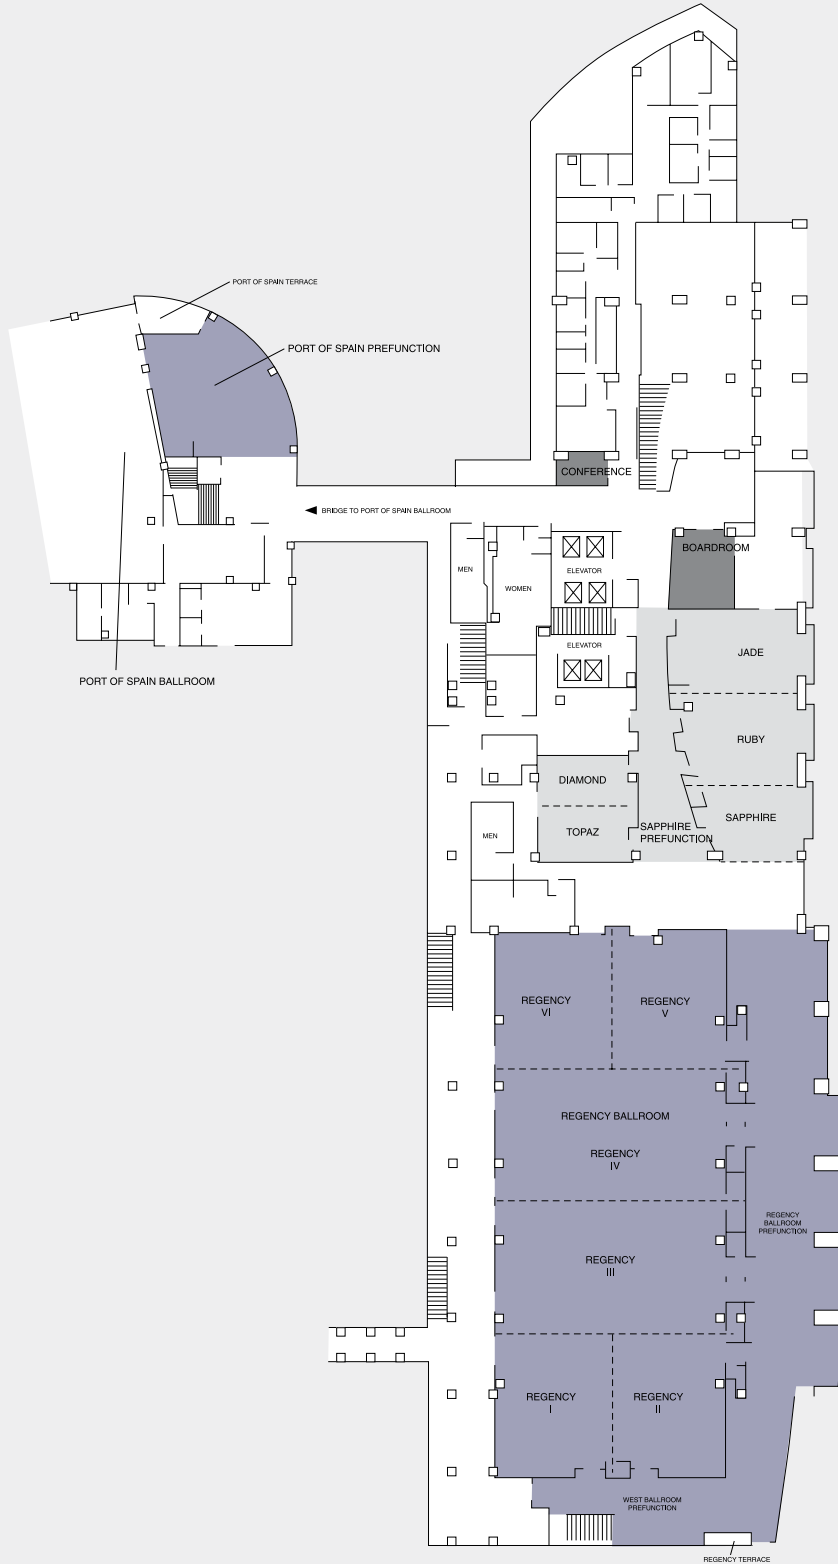 PORT OF SPAIN TERRACE
PORT OF SPAIN PREFUNCTION
CONFERENCE
BRIDGE TO PORT OF SPAIN BALLROOM
BOARDROOM
MEN
ELEVATOR
WOMEN
ELEVATOR
JADE
PORT OF SPAIN BALLROOM
RUBY
DIAMOND
SAPPHIRE
TOPAZ
SAPPHIRE
PREFUNCTION
MEN
REGENCY
VI
REGENCY
V
REGENCY BALLROOM
REGENCY
IV
REGENCY
BALLROOM
PREFUNCTION
REGENCY
III
REGENCY
I
REGENCY
II
WEST BALLROOM
PREFUNCTION
REGENCY TERRACE